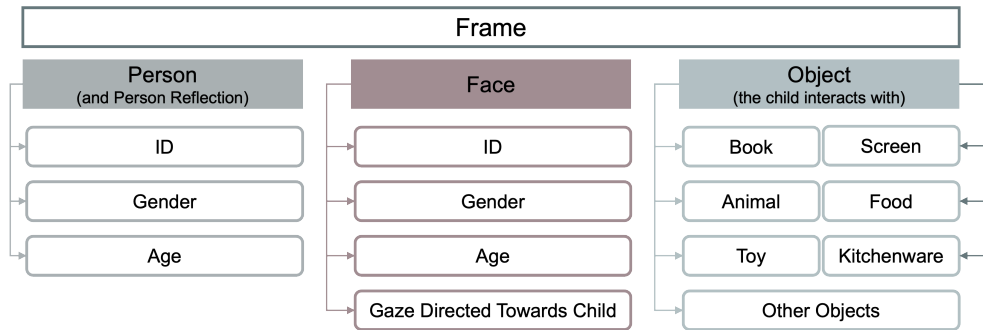 Frame
Person
(and Person Reflection)
ID
Gender
Age
Face
ID
Gender
Age
Gaze Directed Towards Child
Object
(the child interacts with)
Book
Screen
Animal
Food
Toy
Kitchenware
Other Objects